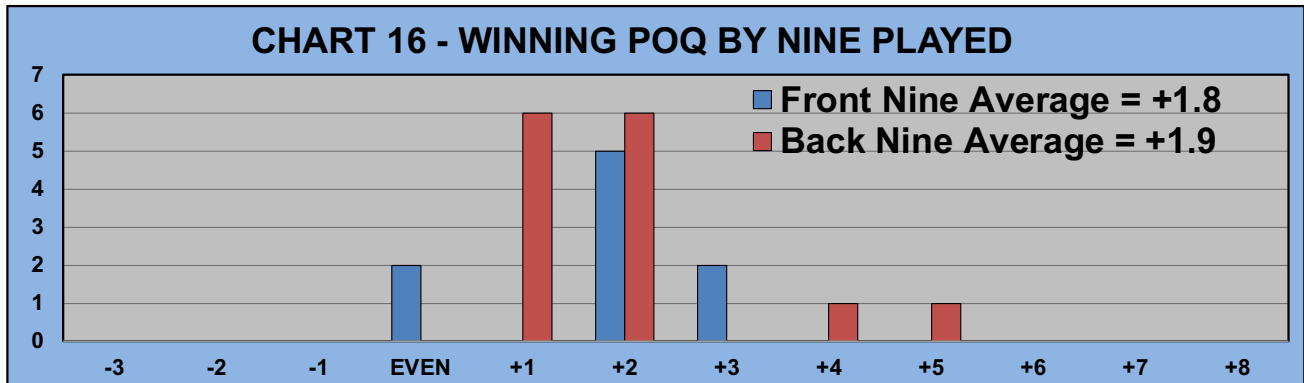 CHART 16 - WINNING POQ BY NINE PLAYED
7
Front Nine Average = +1.8
6
Back Nine Average = +1.9
5
4
3
2
1
0
-3 -2 -1 EVEN +1 +2 +3 +4 +5 +6 +7 +8